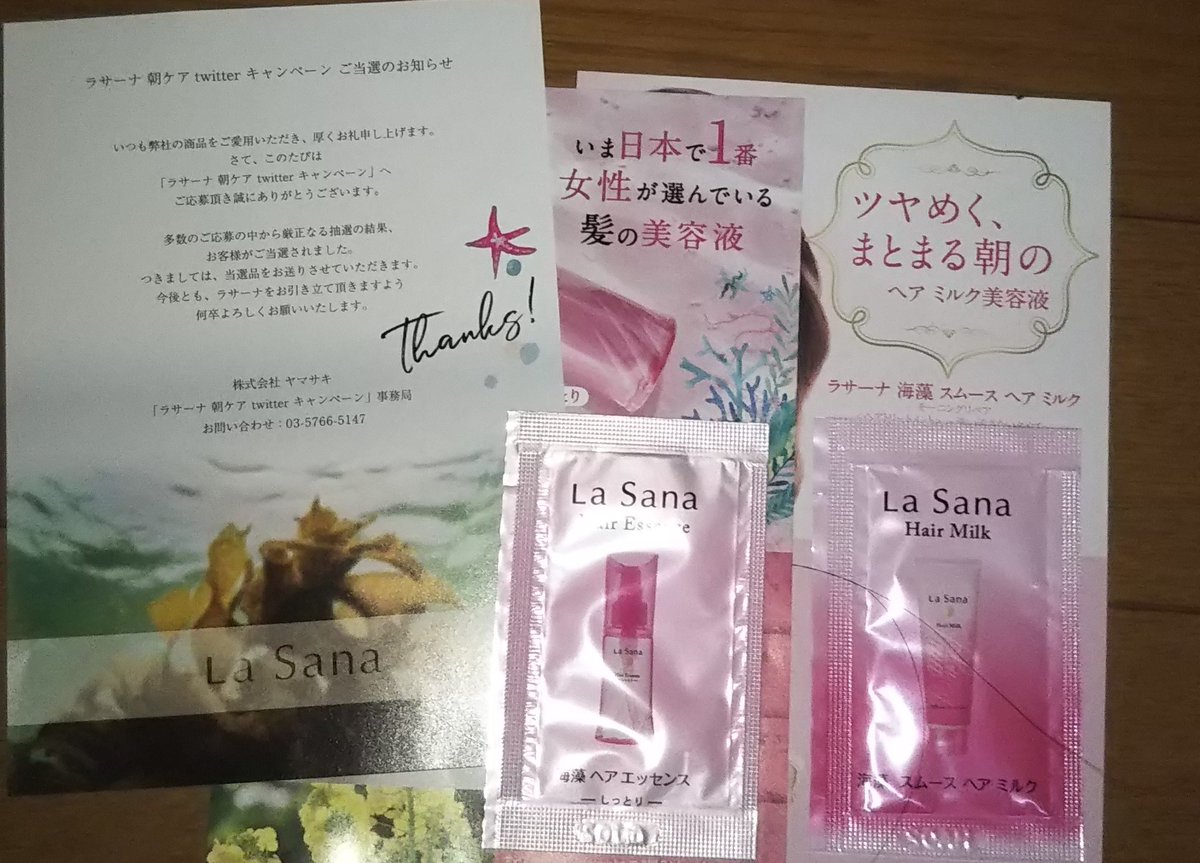 ラサーナ 朝ケア twitter キャンペーン ご当選のお知らせ
いつも弊社の商品をご愛用いただき、厚くお礼申し上げます。
さて、このたびは
「ラサーナ 朝ケア twitter キャンペーン」へ
ご応募頂き誠にありがとうございます。
多数のご応募の中から厳正なる抽選の結果、
お客様がご当選されました。
つきましては、当選品をお送りさせていただきます。
今後とも、ラサーナをお引き立て頂きますよう
何卒よろしくお願いいたします。
thanks!
株式会社 ヤマサキ
「ラサーナ 朝ケア twitter キャンペーン」事務局
お問い合わせ：03-5766-5147
La Sana
いま日本で1番
女性が選んでいる
髪の美容液
ツヤめく、
まとまる朝の
ヘア ミルク美容液
ラサーナ 海藻 スムース ヘア ミルク
モーニングリペア
La Sana
Hair Essence
La Sana
海藻 ヘア エッセンス
—しっとり—
La Sana
Hair Milk
La Sana
Hair Milk
海藻 スムース ヘア ミルク